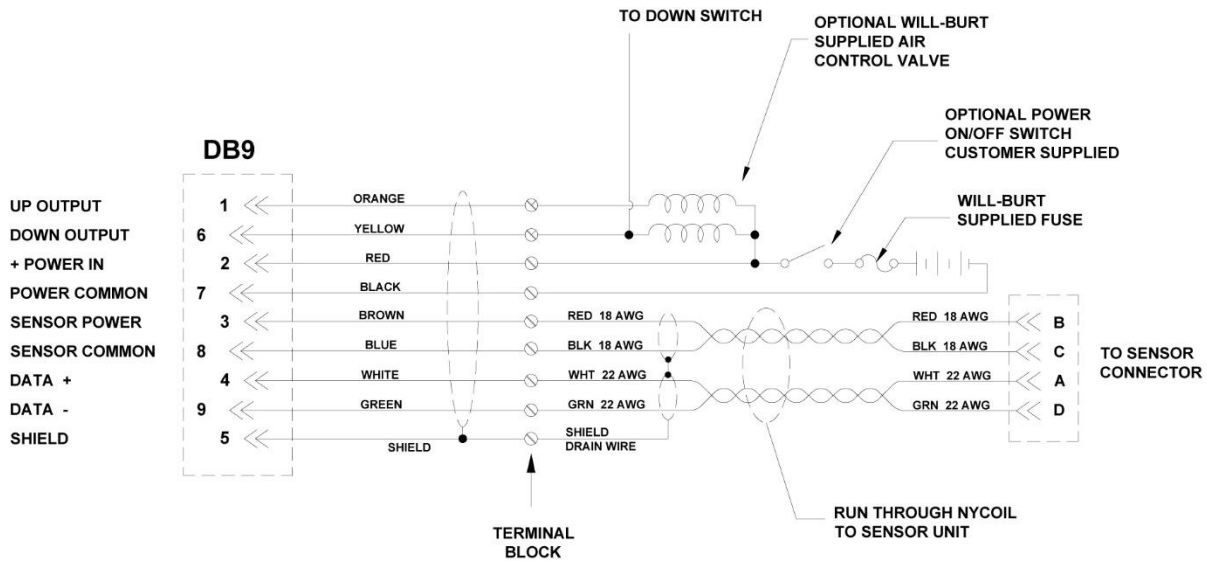 TO DOWN SWITCH
OPTIONAL WILL-BURT
SUPPLIED AIR
CONTROL VALVE
OPTIONAL POWER
ON/OFF SWITCH
CUSTOMER SUPPLIED
WILL-BURT
SUPPLIED FUSE
DB9
UP OUTPUT 1 ORANGE
DOWN OUTPUT 6 YELLOW
+ POWER IN 2 RED
POWER COMMON 7 BLACK
SENSOR POWER 3 BROWN RED 18 AWG RED 18 AWG B
SENSOR COMMON 8 BLUE BLK 18 AWG BLK 18 AWG C
DATA + 4 WHITE WHT 22 AWG WHT 22 AWG A
DATA - 9 GREEN GRN 22 AWG GRN 22 AWG D
SHIELD 5 SHIELD SHIELD
DRAIN WIRE
TO SENSOR
CONNECTOR
TERMINAL
BLOCK
RUN THROUGH NYCOIL
TO SENSOR UNIT